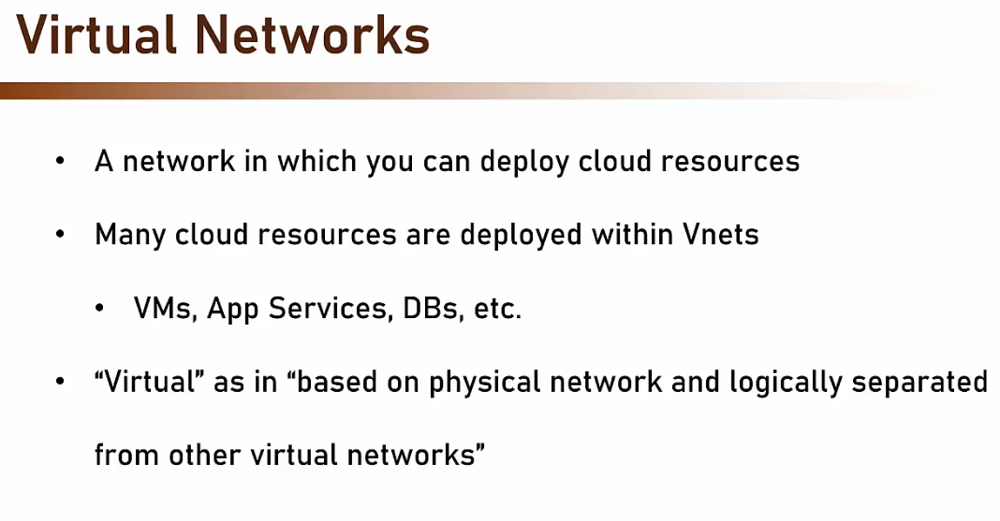 Virtual Networks
• A network in which you can deploy cloud resources
• Many cloud resources are deployed within Vnets
• VMs, App Services, DBs, etc.
• “Virtual” as in “based on physical network and logically separated
from other virtual networks”